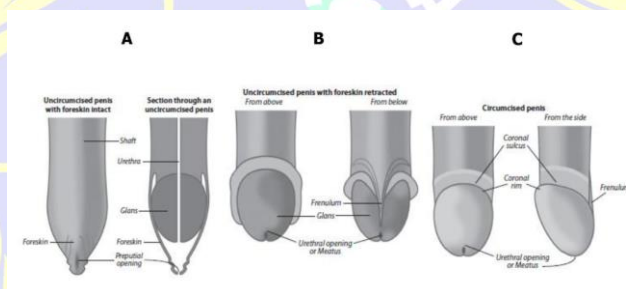 A
B
C
Uncircumcised penis
with foreskin intact
Section through an
uncircumcised penis
Shaft
Urethra
Glans
Foreskin
Foreskin
Preputial
opening
Uncircumcised penis with foreskin retracted
From above
From below
Frenulum
Glans
Urethral opening
or Meatus
Circumcised penis
From above
From the side
Coronal
sulcus
Coronal
rim
Frenulu
Urethral opening
or Meatus